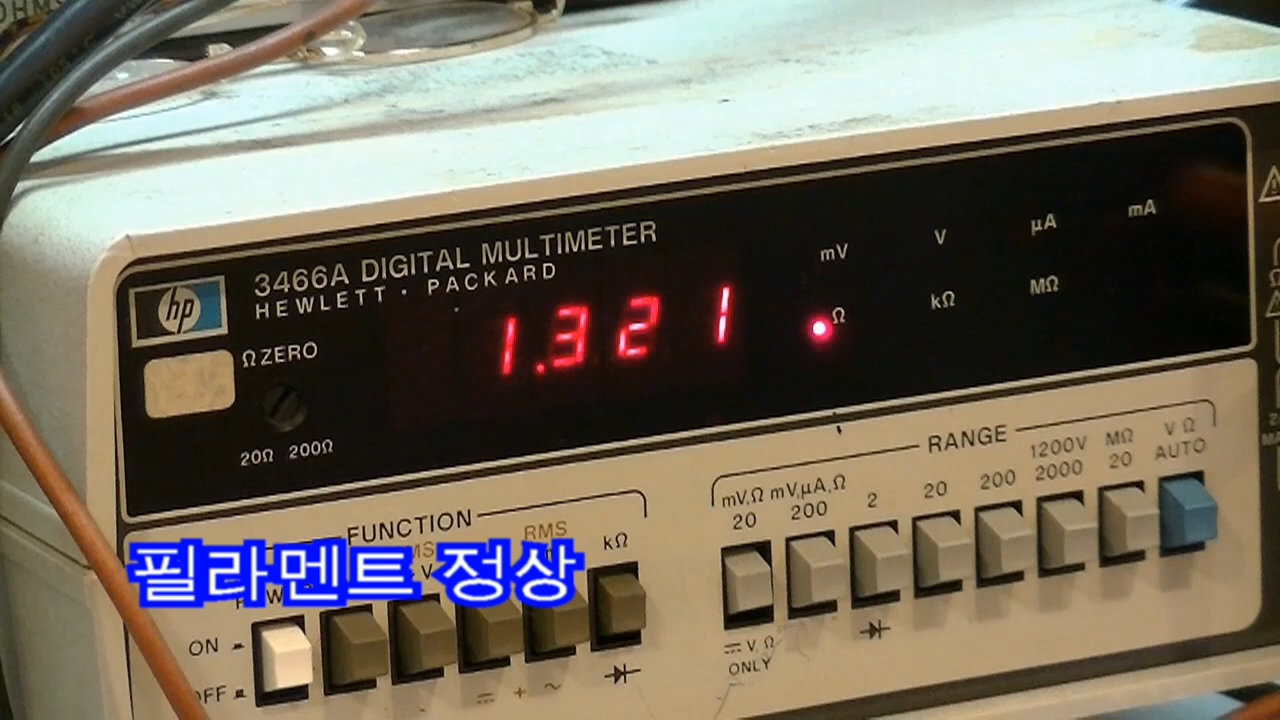 OHMS
3466A DIGITAL MULTIMETER
HEWLETT · PACKARD
hp
Ω ZERO
20Ω 200Ω
1.321
mV V μA mA
Ω kΩ MΩ
FUNCTION
RMS
kΩ
필라멘트 정상
ON
OFF
⎓ + ~
RANGE
mV,Ω 20
mV,μA,Ω 200
2
20
200
1200V 2000
MΩ 20
V Ω AUTO
⎓ V, Ω
ONLY